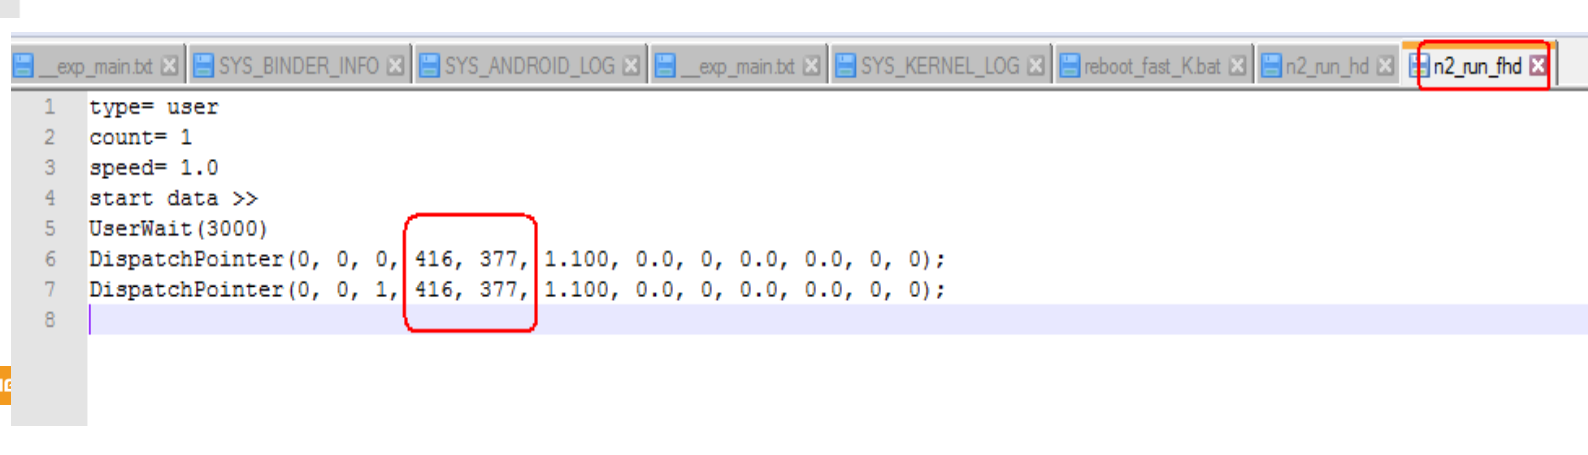 __exp_main.txt SYS_BINDER_INFO SYS_ANDROID_LOG __exp_main.txt SYS_KERNEL_LOG reboot_fast_K.bat n2_run_hd n2_run_fhd
1 type= user
2 count= 1
3 speed= 1.0
4 start data >>
5 UserWait(3000)
6 DispatchPointer(0, 0, 0, 416, 377, 1.100, 0.0, 0, 0.0, 0.0, 0, 0);
7 DispatchPointer(0, 0, 1, 416, 377, 1.100, 0.0, 0, 0.0, 0.0, 0, 0);
8